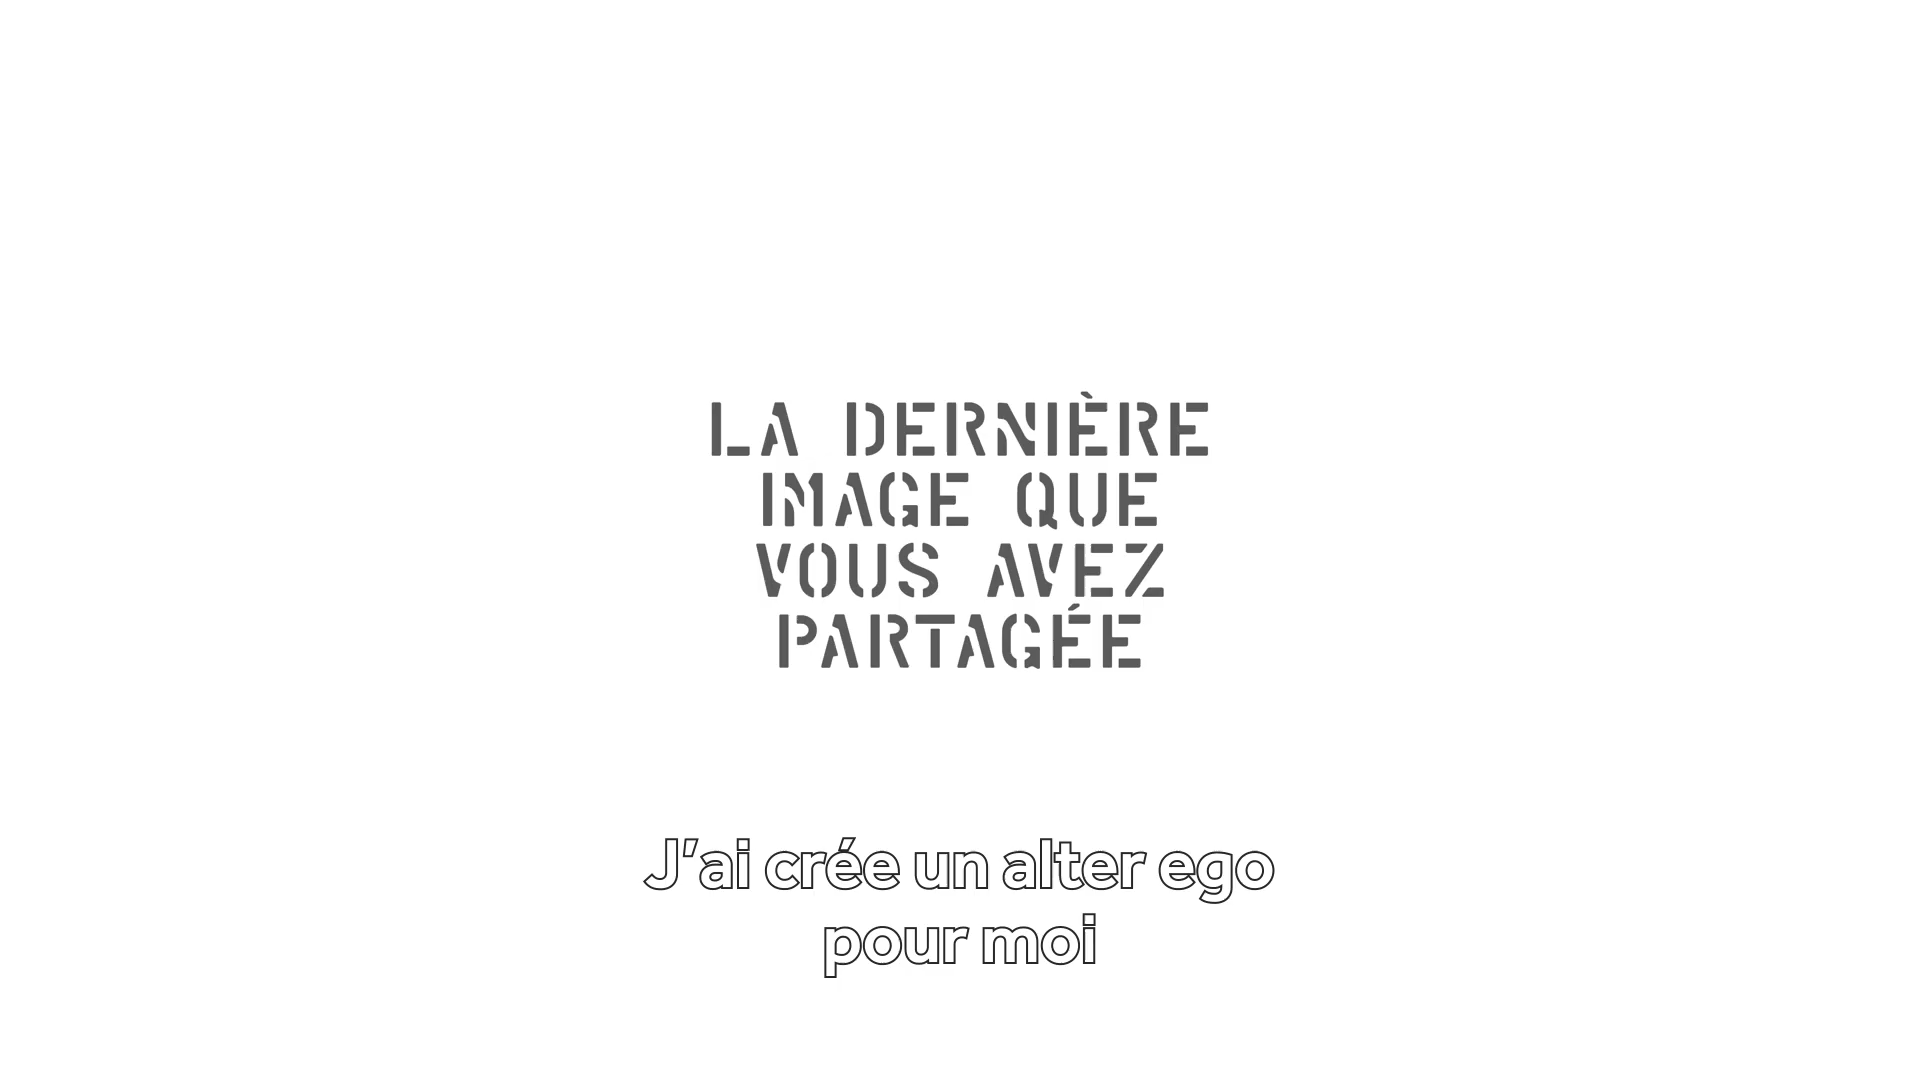 LA DERNIÈRE
IMAGE QUE
VOUS AVEZ
PARTAGÉE
J'ai crée un alter ego
pour moi